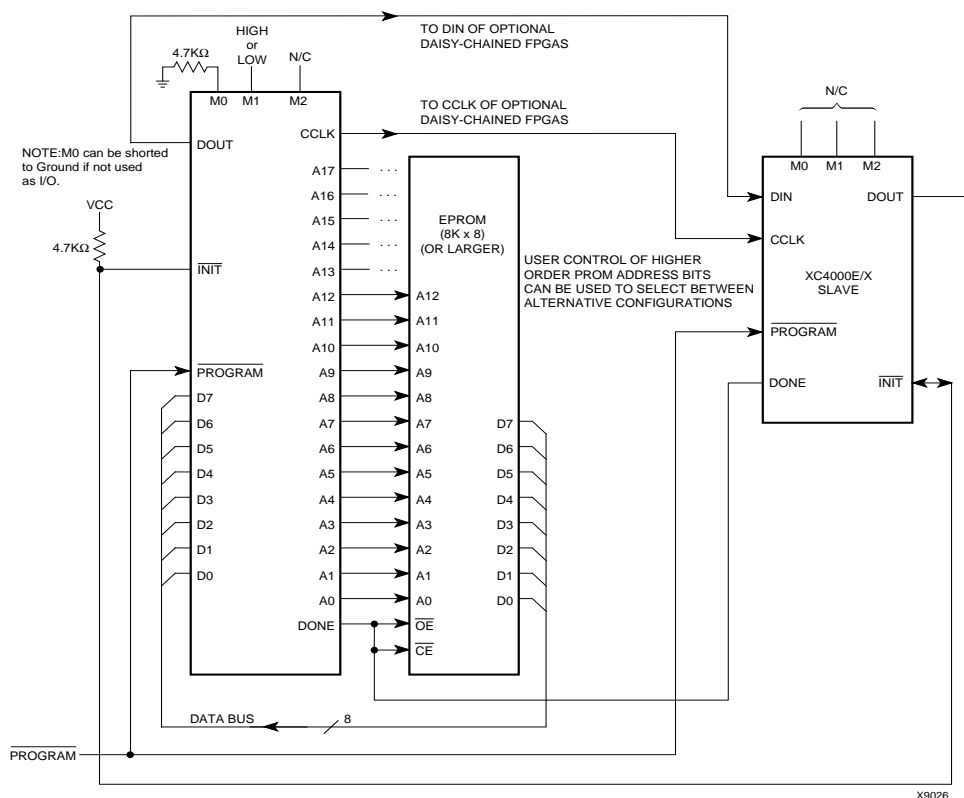 TO DIN OF OPTIONAL
DAISY-CHAINED FPGAS
HIGH
or
LOW
4.7KΩ
N/C
M0 M1 M2
N/C
TO CCLK OF OPTIONAL
DAISY-CHAINED FPGAS
DOUT
CCLK
M0 M1 M2
NOTE:M0 can be shorted
to Ground if not used
as I/O.
A17 ...
A16 ...
A15 ...
A14 ...
A13 ...
EPROM
(8K x 8)
(OR LARGER)
DIN
DOUT
CCLK
VCC
4.7KΩ
INIT
USER CONTROL OF HIGHER
ORDER PROM ADDRESS BITS
CAN BE USED TO SELECT BETWEEN
ALTERNATIVE CONFIGURATIONS
XC4000E/X
SLAVE
A12 A12
A11 A11
A10 A10
PROGRAM
PROGRAM
A9 A9
DONE
INIT
D7 A8 A8
D6 A7 A7 D7
D5 A6 A6 D6
D4 A5 A5 D5
D3 A4 A4 D4
D2 A3 A3 D3
D1 A2 A2 D2
D0 A1 A1 D1
A0 A0 D0
DONE OE
CE
DATA BUS 8
PROGRAM
X9026